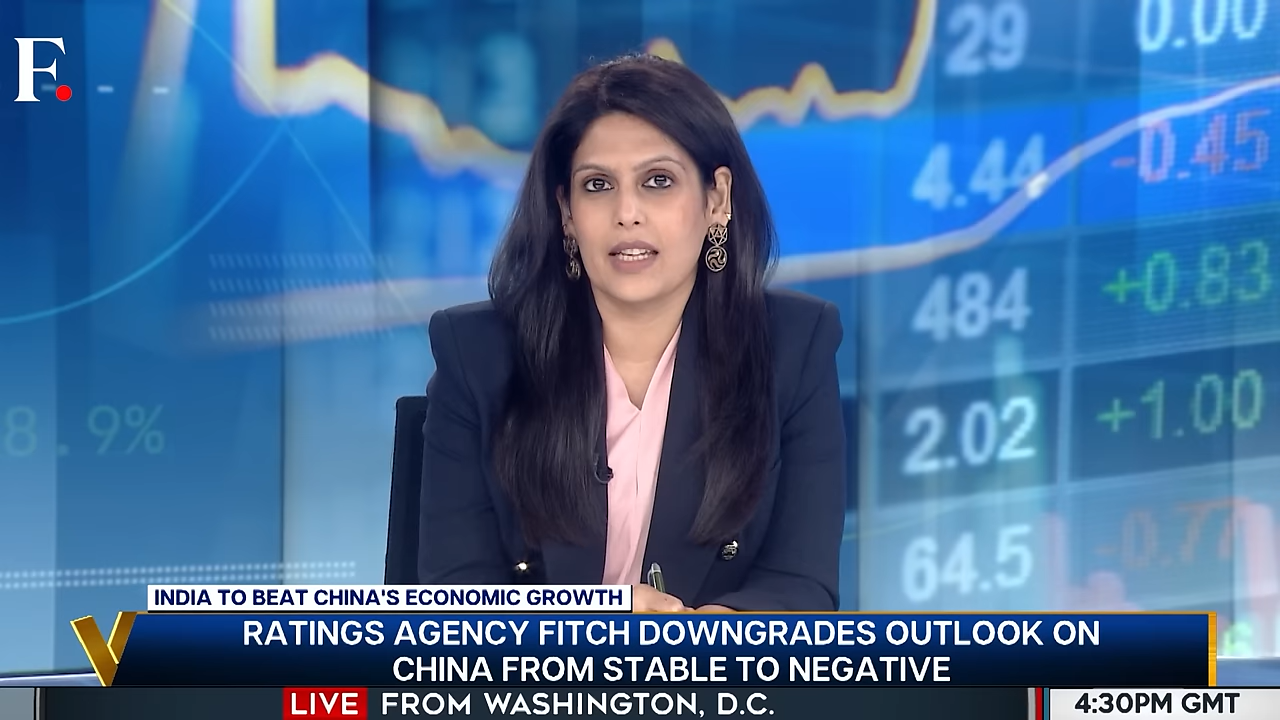 F.
29
0.00
4.44
-0.45
484
+0.83
8.9%
2.02
+1.00
64.5
-0.77
INDIA TO BEAT CHINA'S ECONOMIC GROWTH
V
RATINGS AGENCY FITCH DOWNGRADES OUTLOOK ON
CHINA FROM STABLE TO NEGATIVE
LIVE FROM WASHINGTON, D.C.
4:30PM GMT